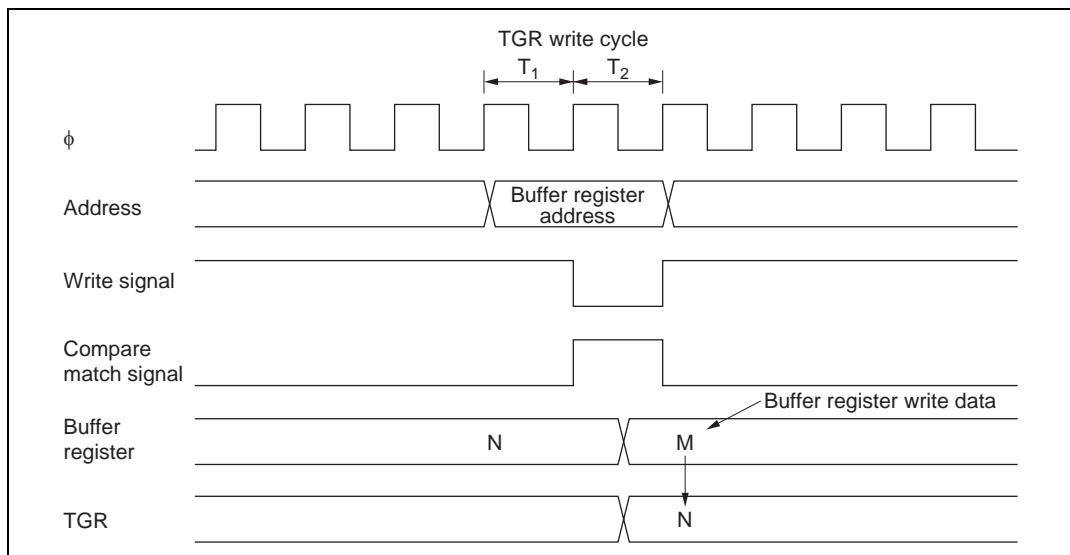 TGR write cycle
T1 T2
ϕ
Address
Buffer register
address
Write signal
Compare
match signal
Buffer register write data
Buffer
register
N M
TGR
N